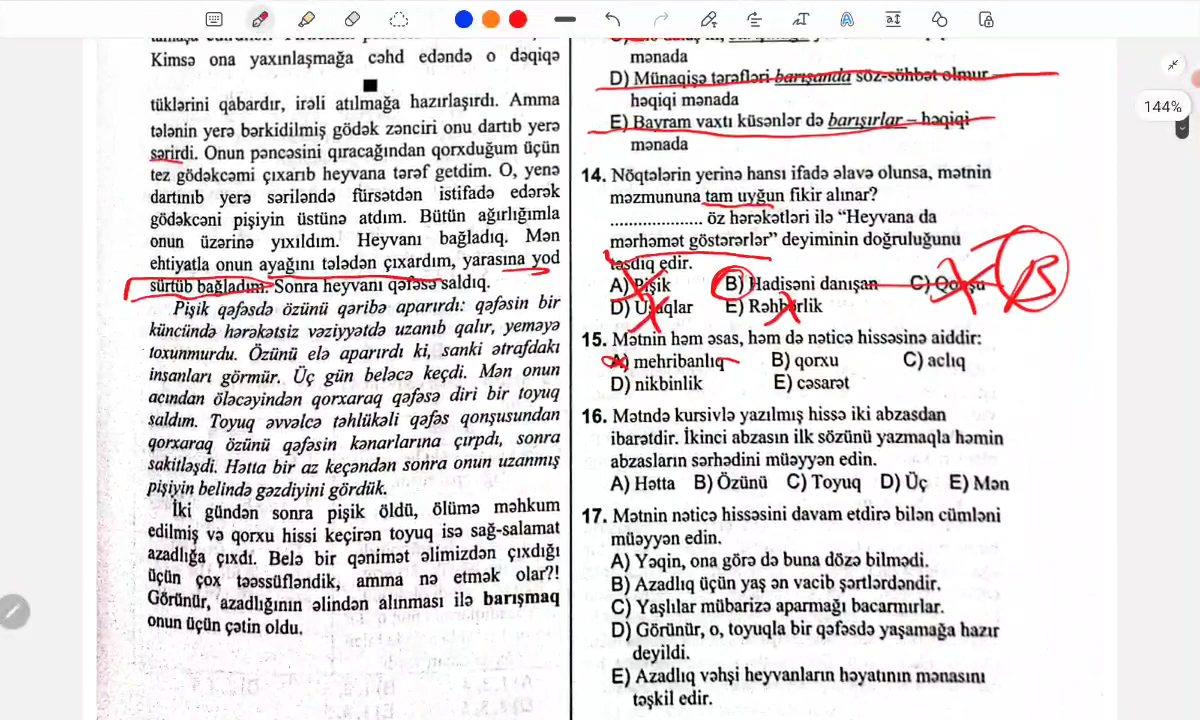 144%
Kimsə ona yaxınlaşmağa cəhd edəndə o dəqiqə
tüklərini qabardır, irəli atılmağa hazırlaşırdı. Amma
tələnin yerə bərkidilmiş gödək zənciri onu dartıb yerə
sərirdi. Onun pəncəsini qıracağından qorxduğum üçün
tez gödəkcəmi çıxarıb heyvana tərəf getdim. O, yenə
dartınıb yerə səriləndə fürsətdən istifadə edərək
gödəkcəni pişiyin üstünə atdım. Bütün ağırlığımla
onun üzərinə yıxıldım. Heyvanı bağladıq. Mən
ehtiyatla onun ayağını tələdən çıxardım, yarasına yod
sürtüb bağladım. Sonra heyvanı qəfəsə saldıq.
Pişik qəfəsdə özünü qəribə aparırdı: qəfəsin bir
küncündə hərəkətsiz vəziyyətdə uzanıb qalır, yeməyə
toxunmurdu. Özünü elə aparırdı ki, sanki ətrafdakı
insanları görmür. Üç gün beləcə keçdi. Mən onun
acından öləcəyindən qorxaraq qəfəsə diri bir toyuq
saldım. Toyuq əvvəlcə təhlükəli qəfəs qonşusundan
qorxaraq özünü qəfəsin kənarlarına çırpdı, sonra
sakitləşdi. Hətta bir az keçəndən sonra onun uzanmış
pişiyin belində gəzdiyini gördük.
İki gündən sonra pişik öldü, ölümə məhkum
edilmiş və qorxu hissi keçirən toyuq isə sağ-salamat
azadlığa çıxdı. Belə bir qənimət əlimizdən çıxdığı
üçün çox təəssüfləndik, amma nə etmək olar?!
Görünür, azadlığının əlindən alınması ilə barışmaq
onun üçün çətin oldu.
mənada
D) Münaqişə tərəfləri barışanda söz-söhbət olmur
həqiqi mənada
E) Bayram vaxtı küsənlər də barışırlar – həqiqi
mənada
14. Nöqtələrin yerinə hansı ifadə əlavə olunsa, mətnin
məzmununa tam uyğun fikir alınar?
................... öz hərəkətləri ilə “Heyvana da
mərhəmət göstərərlər” deyiminin doğruluğunu
təsdiq edir.
A) Pişik B) Hadisəni danışan C) Qonşu
D) Uşaqlar E) Rəhbərlik
B
15. Mətnin həm əsas, həm də nəticə hissəsinə aiddir:
A) mehribanlıq B) qorxu C) aclıq
D) nikbinlik E) cəsarət
16. Mətndə kursivlə yazılmış hissə iki abzasdan
ibarətdir. İkinci abzasın ilk sözünü yazmaqla həmin
abzasların sərhədini müəyyən edin.
A) Hətta B) Özünü C) Toyuq D) Üç E) Mən
17. Mətnin nəticə hissəsini davam etdirə bilən cümləni
müəyyən edin.
A) Yəqin, ona görə də buna dözə bilmədi.
B) Azadlıq üçün yaş ən vacib şərtlərdəndir.
C) Yaşlılar mübarizə aparmağı bacarmırlar.
D) Görünür, o, toyuqla bir qəfəsdə yaşamağa hazır
deyildi.
E) Azadlıq vəhşi heyvanların həyatının mənasını
təşkil edir.